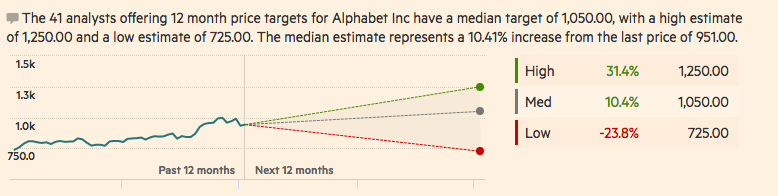 The 41 analysts offering 12 month price targets for Alphabet Inc have a median target of 1,050.00, with a high estimate
of 1,250.00 and a low estimate of 725.00. The median estimate represents a 10.41% increase from the last price of 951.00.
1.5k
1.3k
1.0k
750.0
Past 12 months Next 12 months
High 31.4% 1,250.00
Med 10.4% 1,050.00
Low -23.8% 725.00